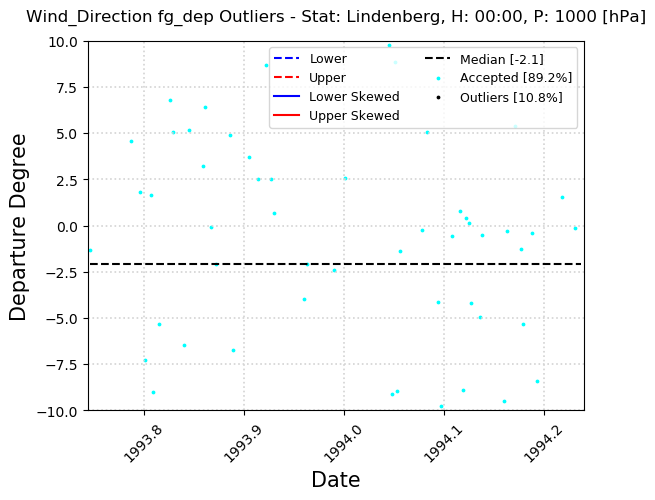 Wind_Direction fg_dep Outliers - Stat: Lindenberg, H: 00:00, P: 1000 [hPa]
Lower
Upper
Lower Skewed
Upper Skewed
Median [-2.1]
Accepted [89.2%]
Outliers [10.8%]
Departure Degree
10.0
7.5
5.0
2.5
0.0
−2.5
−5.0
−7.5
−10.0
1993.8
1993.9
1994.0
1994.1
1994.2
Date